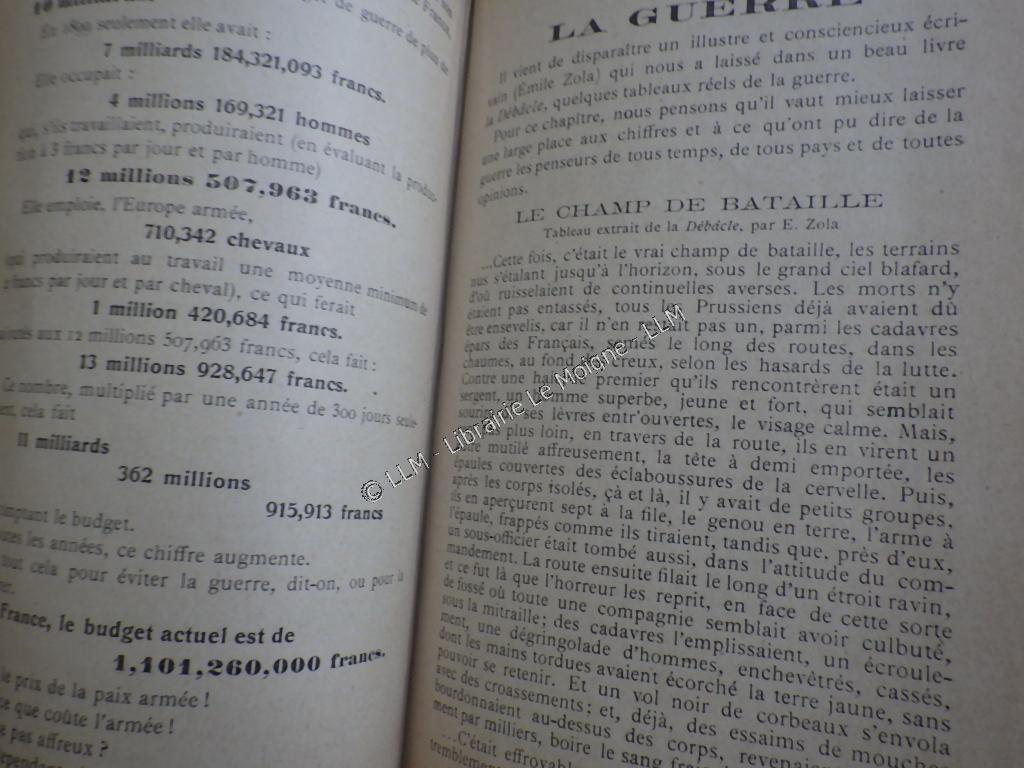 de guerre de plus de
France.
En 1899 seulement elle avait :
7 milliards 184,321,093 francs.
Elle occupait :
4 millions 169,321 hommes
qui, s'ils travaillaient, produiraient (en évaluant la produc-
tion à 3 francs par jour et par homme)
12 millions 507,963 francs.
Elle emploie, l'Europe armée,
710,342 chevaux
qui produiraient au travail une moyenne minimum de
2 francs par jour et par cheval), ce qui ferait
1 million 420,684 francs.
aux 12 millions 507,963 francs, cela fait :
13 millions 928,647 francs.
Ce nombre, multiplié par une année de 300 jours seule-
ment, cela fait
11 milliards
362 millions
915,913 francs
comptant le budget.
toutes les années, ce chiffre augmente.
tout cela pour éviter la guerre, dit-on, ou pour la
France, le budget actuel est de
1,101,260,000 francs.
le prix de la paix armée !
ce que coûte l'armée !
pas affreux ?
LA GUERRE
Il vient de disparaître un illustre et consciencieux écri-
vain (Émile Zola) qui nous a laissé dans un beau livre
la Débâcle, quelques tableaux réels de la guerre.
Pour ce chapitre, nous pensons qu'il vaut mieux laisser
une large place aux chiffres et à ce qu'ont pu dire de la
guerre les penseurs de tous temps, de tous pays et de toutes
opinions.
LE CHAMP DE BATAILLE
Tableau extrait de la Débâcle, par E. Zola
...Cette fois, c'était le vrai champ de bataille, les terrains
nus s'étalant jusqu'à l'horizon, sous le grand ciel blafard,
d'où ruisselaient de continuelles averses. Les morts n'y
étaient pas entassés, tous les Prussiens déjà avaient dû
être ensevelis, car il n'en restait pas un, parmi les cadavres
épars des Français, semés le long des routes, dans les
chaumes, au fond des creux, selon les hasards de la lutte.
Contre une haie, le premier qu'ils rencontrèrent était un
sergent, un homme superbe, jeune et fort, qui semblait
sourire de ses lèvres entr'ouvertes, le visage calme. Mais,
pas plus loin, en travers de la route, ils en virent un
autre mutilé affreusement, la tête à demi emportée, les
épaules couvertes des éclaboussures de la cervelle. Puis,
après les corps isolés, çà et là, il y avait de petits groupes,
ils en aperçurent sept à la file, le genou en terre, l'arme à
l'épaule, frappés comme ils tiraient, tandis que, près d'eux,
un sous-officier était tombé aussi, dans l'attitude du com-
mandement. La route ensuite filait le long d'un étroit ravin,
et ce fut là que l'horreur les reprit, en face de cette sorte
de fossé où toute une compagnie semblait avoir culbuté,
sous la mitraille; des cadavres l'emplissaient, un écroule-
ment, une dégringolade d'hommes, enchevêtrés, cassés,
dont les mains tordues avaient écorché la terre jaune, sans
pouvoir se retenir. Et un vol noir de corbeaux s'envola
avec des croassements; et, déjà, des essaims de mouches
bourdonnaient au-dessus des corps, revenaient
ment par milliers, boire le sang
...C'était effroyable
tremblement
© LLM - Librairie Le Moigne - LLM